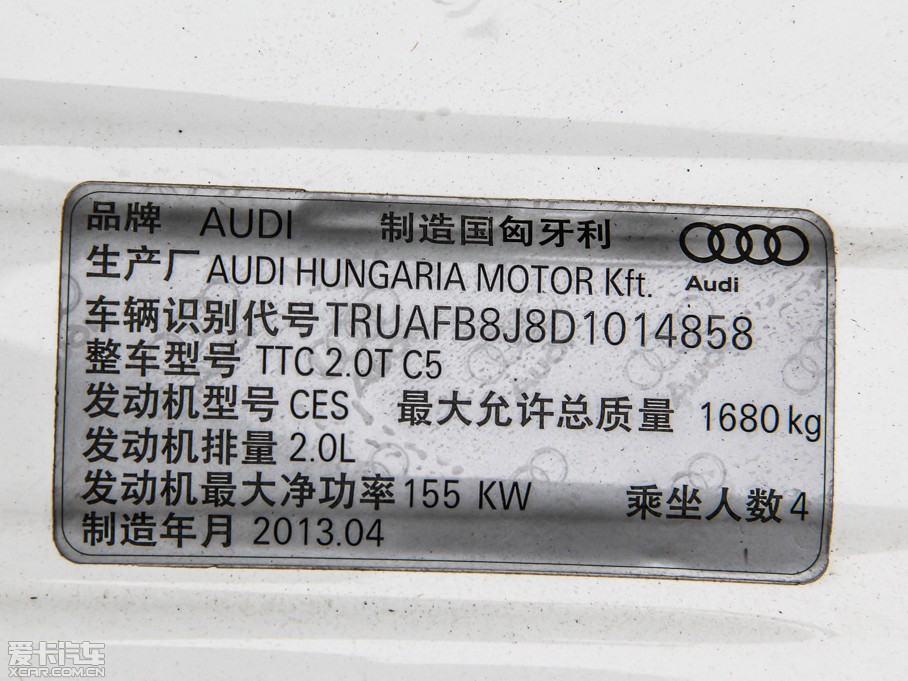 品牌 AUDI 制造国匈牙利
Audi
生产厂 AUDI HUNGARIA MOTOR Kft.
车辆识别代号 TRUAFB8J8D1014858
整车型号 TTC 2.0T C5
发动机型号 CES 最大允许总质量 1680 kg
发动机排量 2.0L
发动机最大净功率 155 KW 乘坐人数 4
制造年月 2013.04
爱卡汽车
XCAR.COM.CN